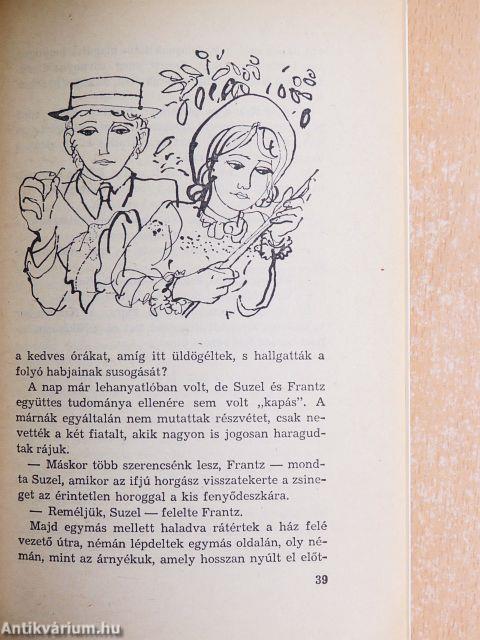 a kedves órákat, amíg itt üldögéltek, s hallgatták a
folyó habjainak susogását?
A nap már lehanyatlóban volt, de Suzel és Frantz
együttes tudománya ellenére sem volt „kapás”. A
márnák egyáltalán nem mutattak részvétet, csak ne-
vették a két fiatalt, akik nagyon is jogosan haragud-
tak rájuk.
— Máskor több szerencsénk lesz, Frantz — mond-
ta Suzel, amikor az ifjú horgász visszatekerte a zsine-
get az érintetlen horoggal a kis fenyődeszkára.
— Reméljük, Suzel — felelte Frantz.
Majd egymás mellett haladva rátértek a ház felé
vezető útra, némán lépdeltek egymás oldalán, oly né-
mán, mint az árnyékuk, amely hosszan nyúlt el előt-
39
Antikvárium.hu